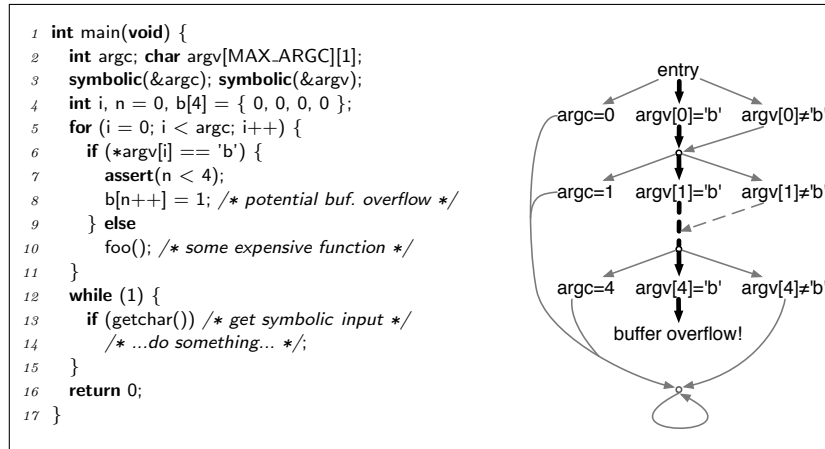 1 int main(void) {
2 int argc; char argv[MAX_ARGC][1];
3 symbolic(&argc); symbolic(&argv);
4 int i, n = 0, b[4] = { 0, 0, 0, 0 };
5 for (i = 0; i < argc; i++) {
6 if (*argv[i] == 'b') {
7 assert(n < 4);
8 b[n++] = 1; /* potential buf. overflow */
9 } else
10 foo(); /* some expensive function */
11 }
12 while (1) {
13 if (getchar()) /* get symbolic input */
14 /* ...do something... */;
15 }
16 return 0;
17 }
entry
argc=0 argv[0]='b' argv[0]≠'b'
argc=1 argv[1]='b' argv[1]≠'b'
argc=4 argv[4]='b' argv[4]≠'b'
buffer overflow!